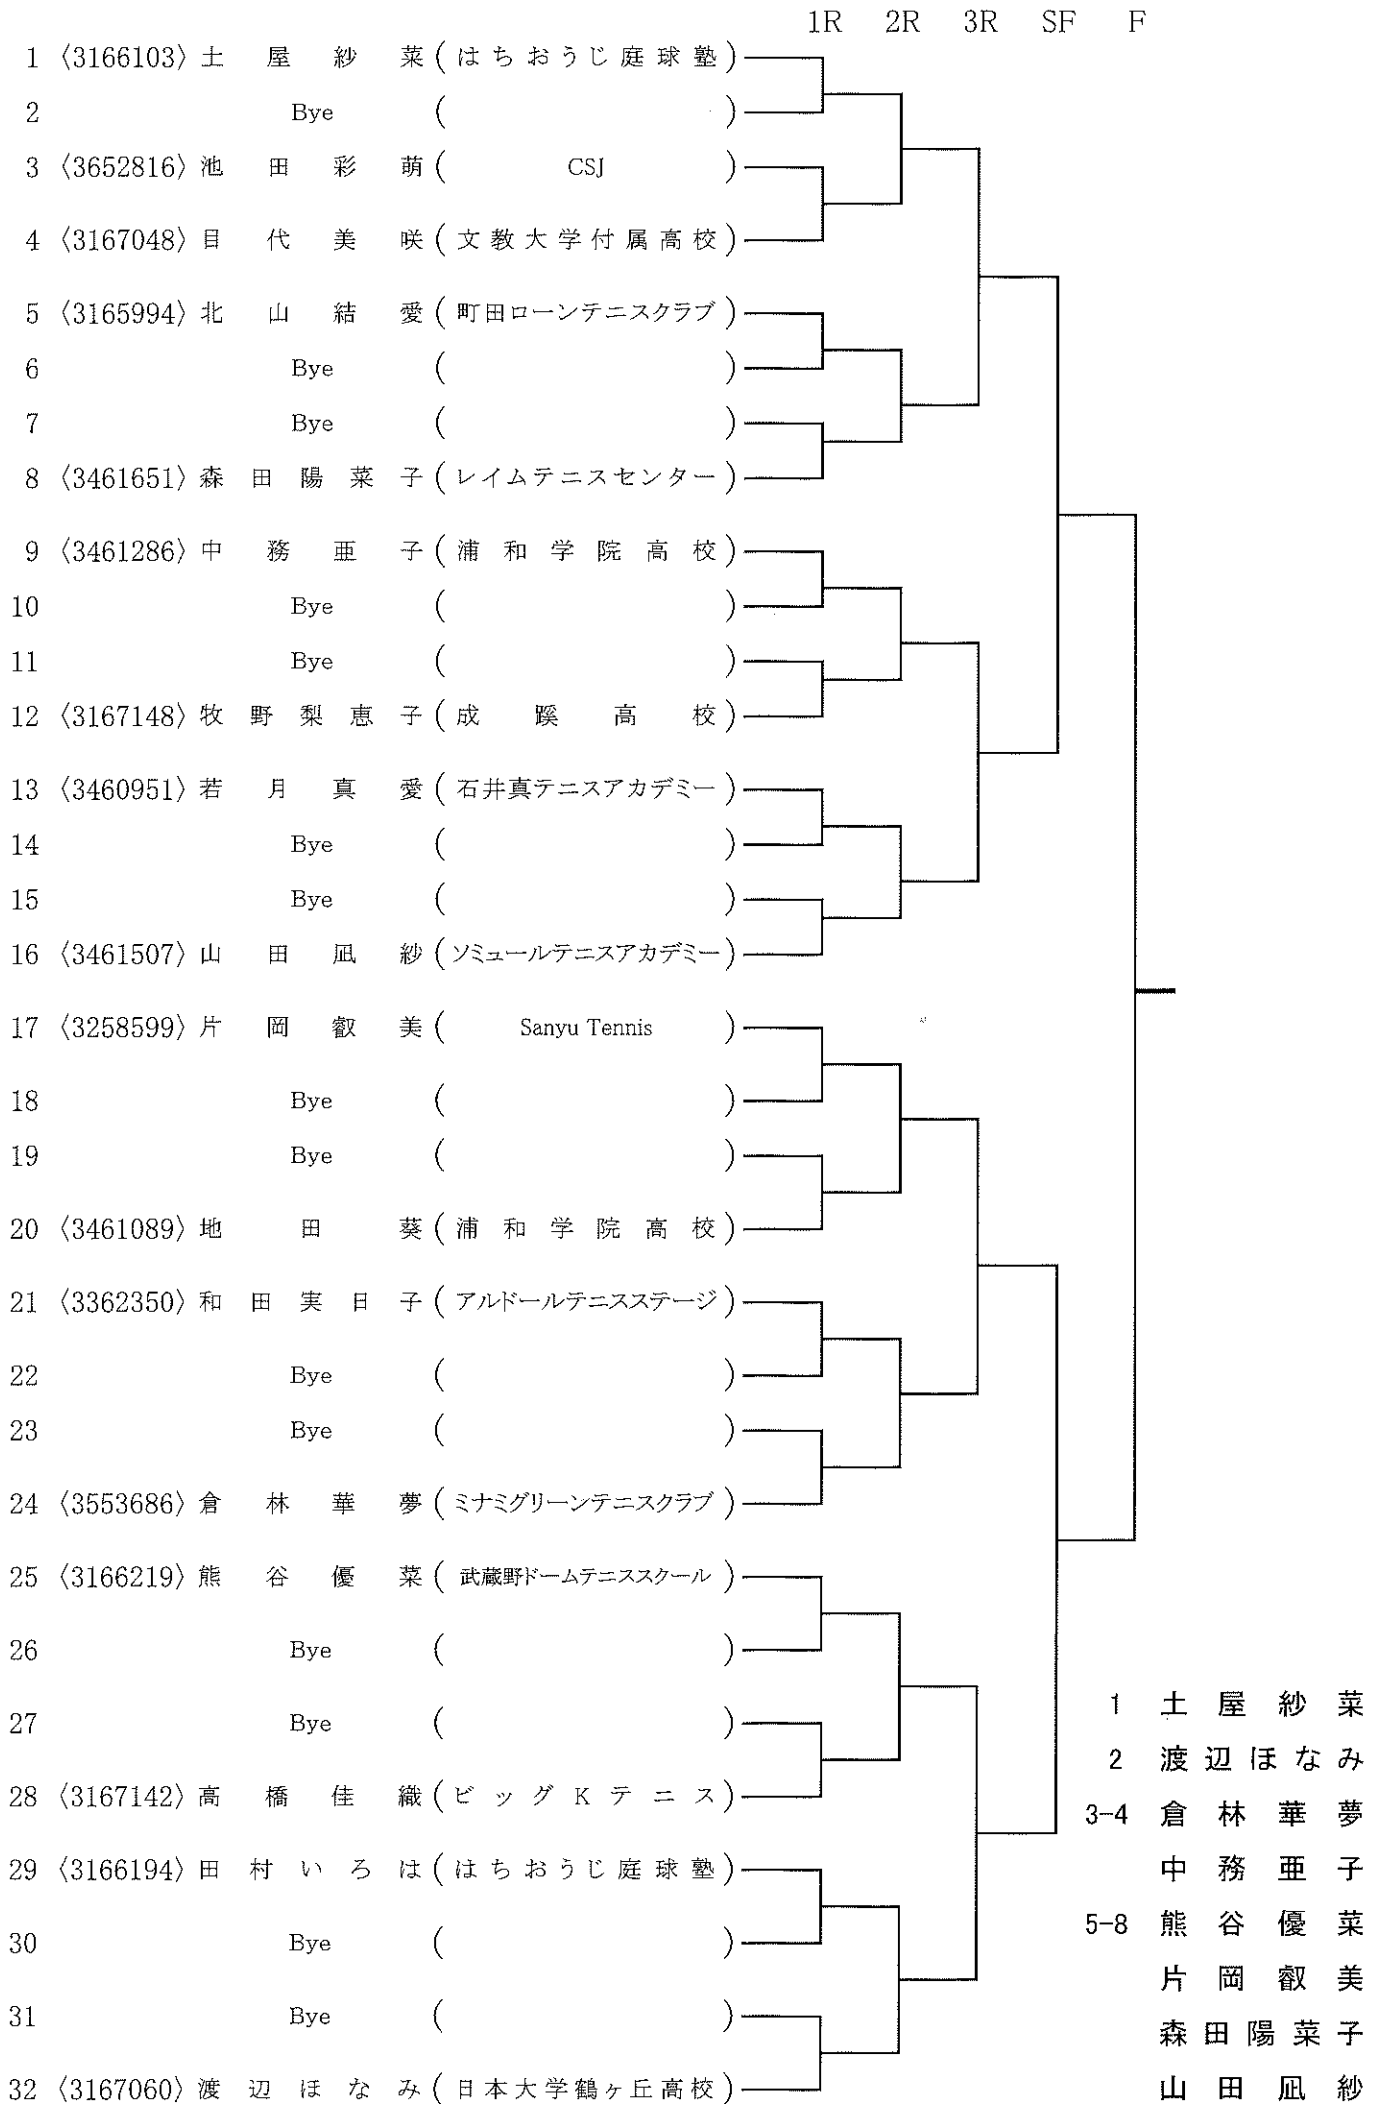 1R 2R 3R SF F
1 〈3166103〉 土屋紗菜 (はちおうじ庭球塾)
2 Bye ( )
3 〈3652816〉 池田彩萌 (CSJ)
4 〈3167048〉 目代美咲 (文教大学付属高校)
5 〈3165994〉 北山結愛 (町田ローンテニスクラブ)
6 Bye ( )
7 Bye ( )
8 〈3461651〉 森田陽菜子 (レイムテニスセンター)
9 〈3461286〉 中務亜子 (浦和学院高校)
10 Bye ( )
11 Bye ( )
12 〈3167148〉 牧野梨恵子 (成蹊高校)
13 〈3460951〉 若月真愛 (石井真テニスアカデミー)
14 Bye ( )
15 Bye ( )
16 〈3461507〉 山田凪紗 (ソミュールテニスアカデミー)
17 〈3258599〉 片岡叡美 (Sanyu Tennis)
18 Bye ( )
19 Bye ( )
20 〈3461089〉 地田葵 (浦和学院高校)
21 〈3362350〉 和田実日子 (アルドールテニスステージ)
22 Bye ( )
23 Bye ( )
24 〈3553686〉 倉林華夢 (ミナミグリーンテニスクラブ)
25 〈3166219〉 熊谷優菜 (武蔵野ドームテニススクール)
26 Bye ( )
27 Bye ( )
28 〈3167142〉 高橋佳織 (ビッグKテニス)
29 〈3166194〉 田村いろは (はちおうじ庭球塾)
30 Bye ( )
31 Bye ( )
32 〈3167060〉 渡辺ほなみ (日本大学鶴ヶ丘高校)
1 土屋紗菜
2 渡辺ほなみ
3-4 倉林華夢
中務亜子
5-8 熊谷優菜
片岡叡美
森田陽菜子
山田凪紗